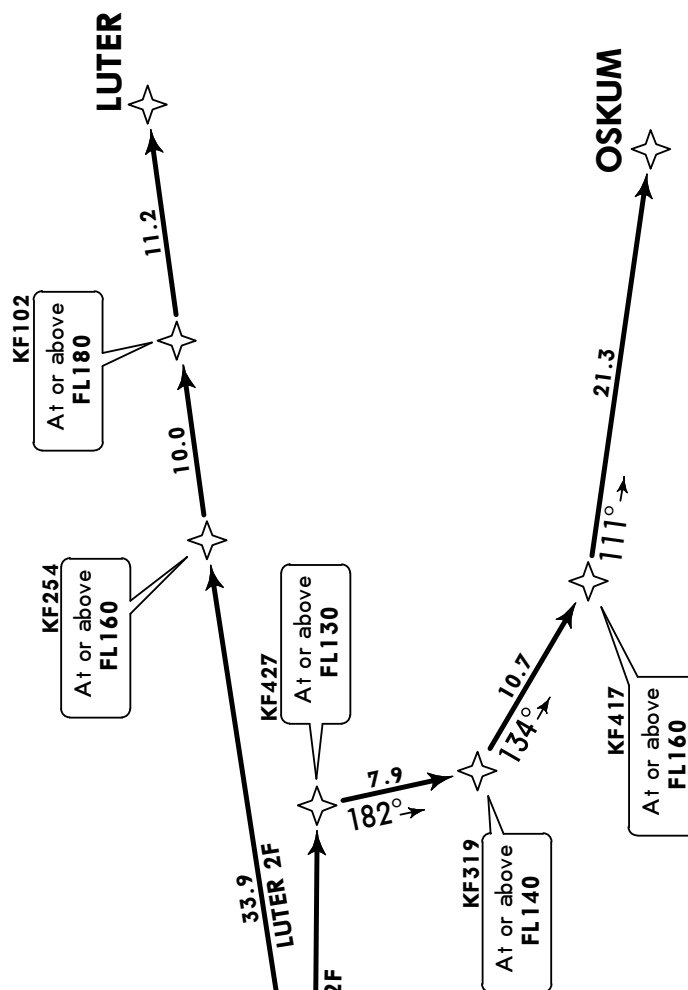 LUTER
11.2
KF102
At or above
FL180
10.0
KF254
At or above
FL160
33.9
LUTER 2F
OSKUM
21.3
111°
KF417
At or above
FL160
10.7
134°
KF427
At or above
FL130
7.9
182°
KF319
At or above
FL140
2F